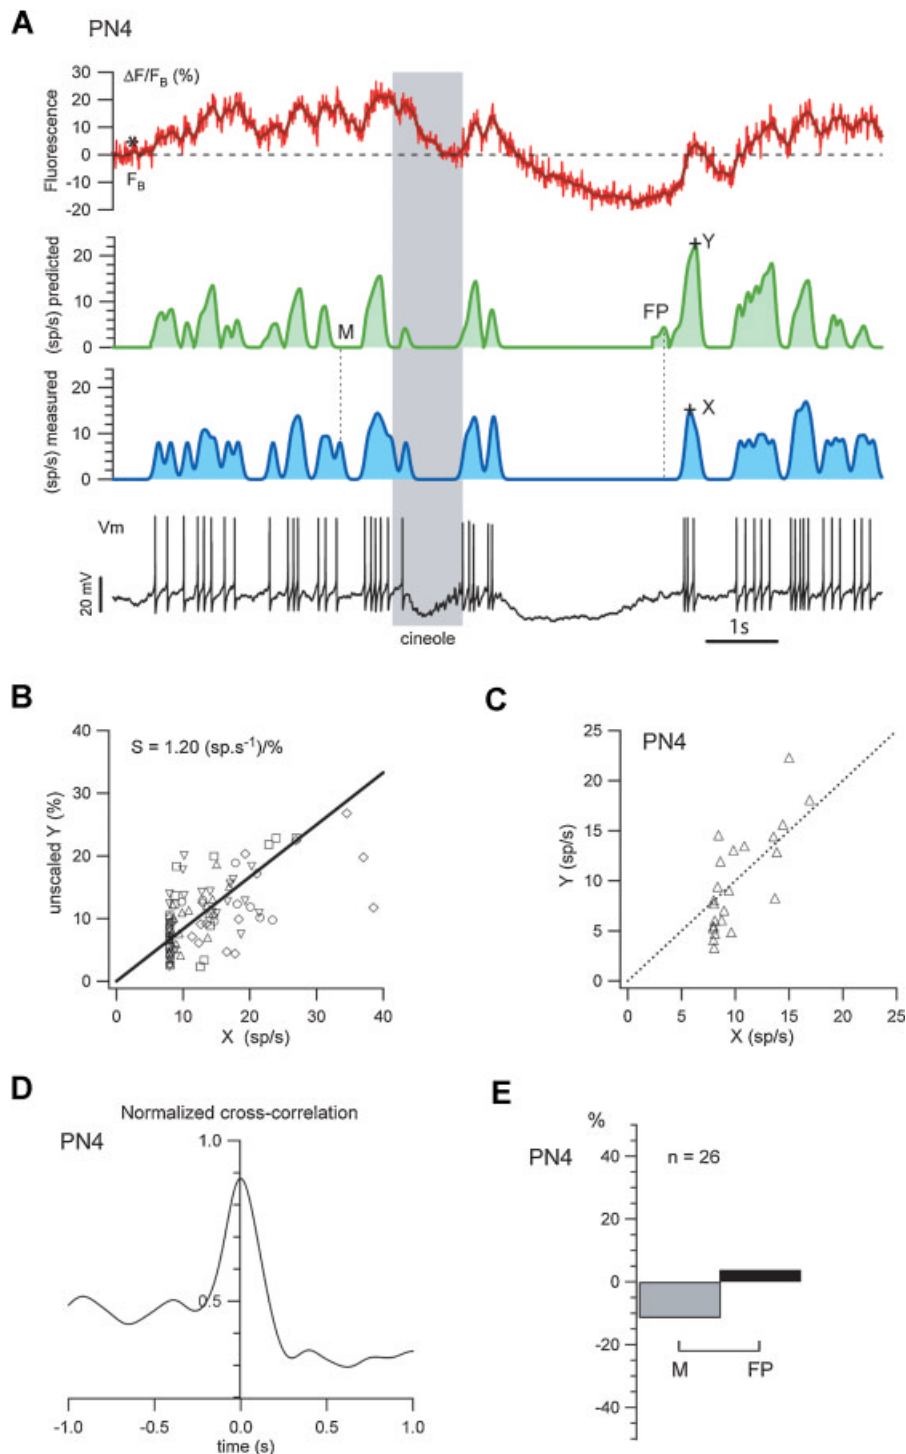 A PN4
ΔF/FB (%)
30
20
10
0
-10
-20
Fluorescence
*
FB
(sp/s) predicted
20
10
0
M
FP
Y
(sp/s) measured
20
10
0
X
Vm
20 mV
cineole
1s
B
S = 1.20 (sp.s-1)/%
unscaled Y (%)
40
30
20
10
0
0 10 20 30 40
X (sp/s)
C
PN4
Y (sp/s)
25
20
15
10
5
0
0 5 10 15 20 25
X (sp/s)
D
Normalized cross-correlation
PN4
1.0
0.5
-1.0 -0.5 0.0 0.5 1.0
time (s)
E
%
PN4
n = 26
40
20
0
-20
-40
M FP